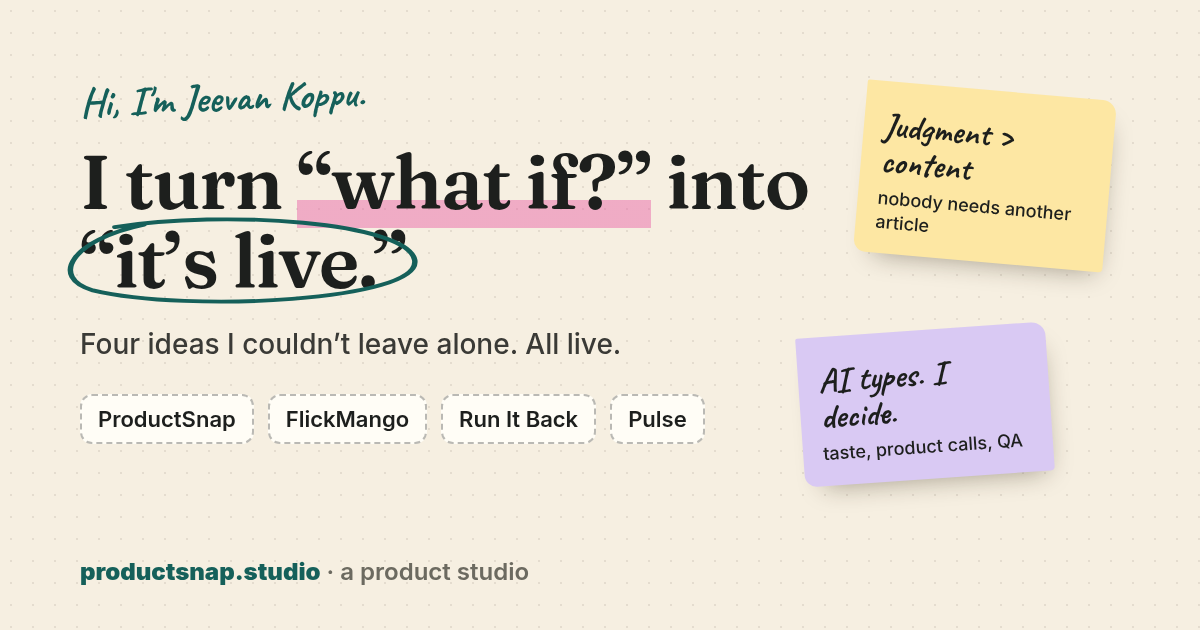 Hi, I'm Jeevan Koppu.
I turn “what if?” into
“it’s live.”
Four ideas I couldn’t leave alone. All live.
ProductSnap
FlickMango
Run It Back
Pulse
productsnap.studio · a product studio
Judgment >
content
nobody needs another
article
AI types. I
decide.
taste, product calls, QA